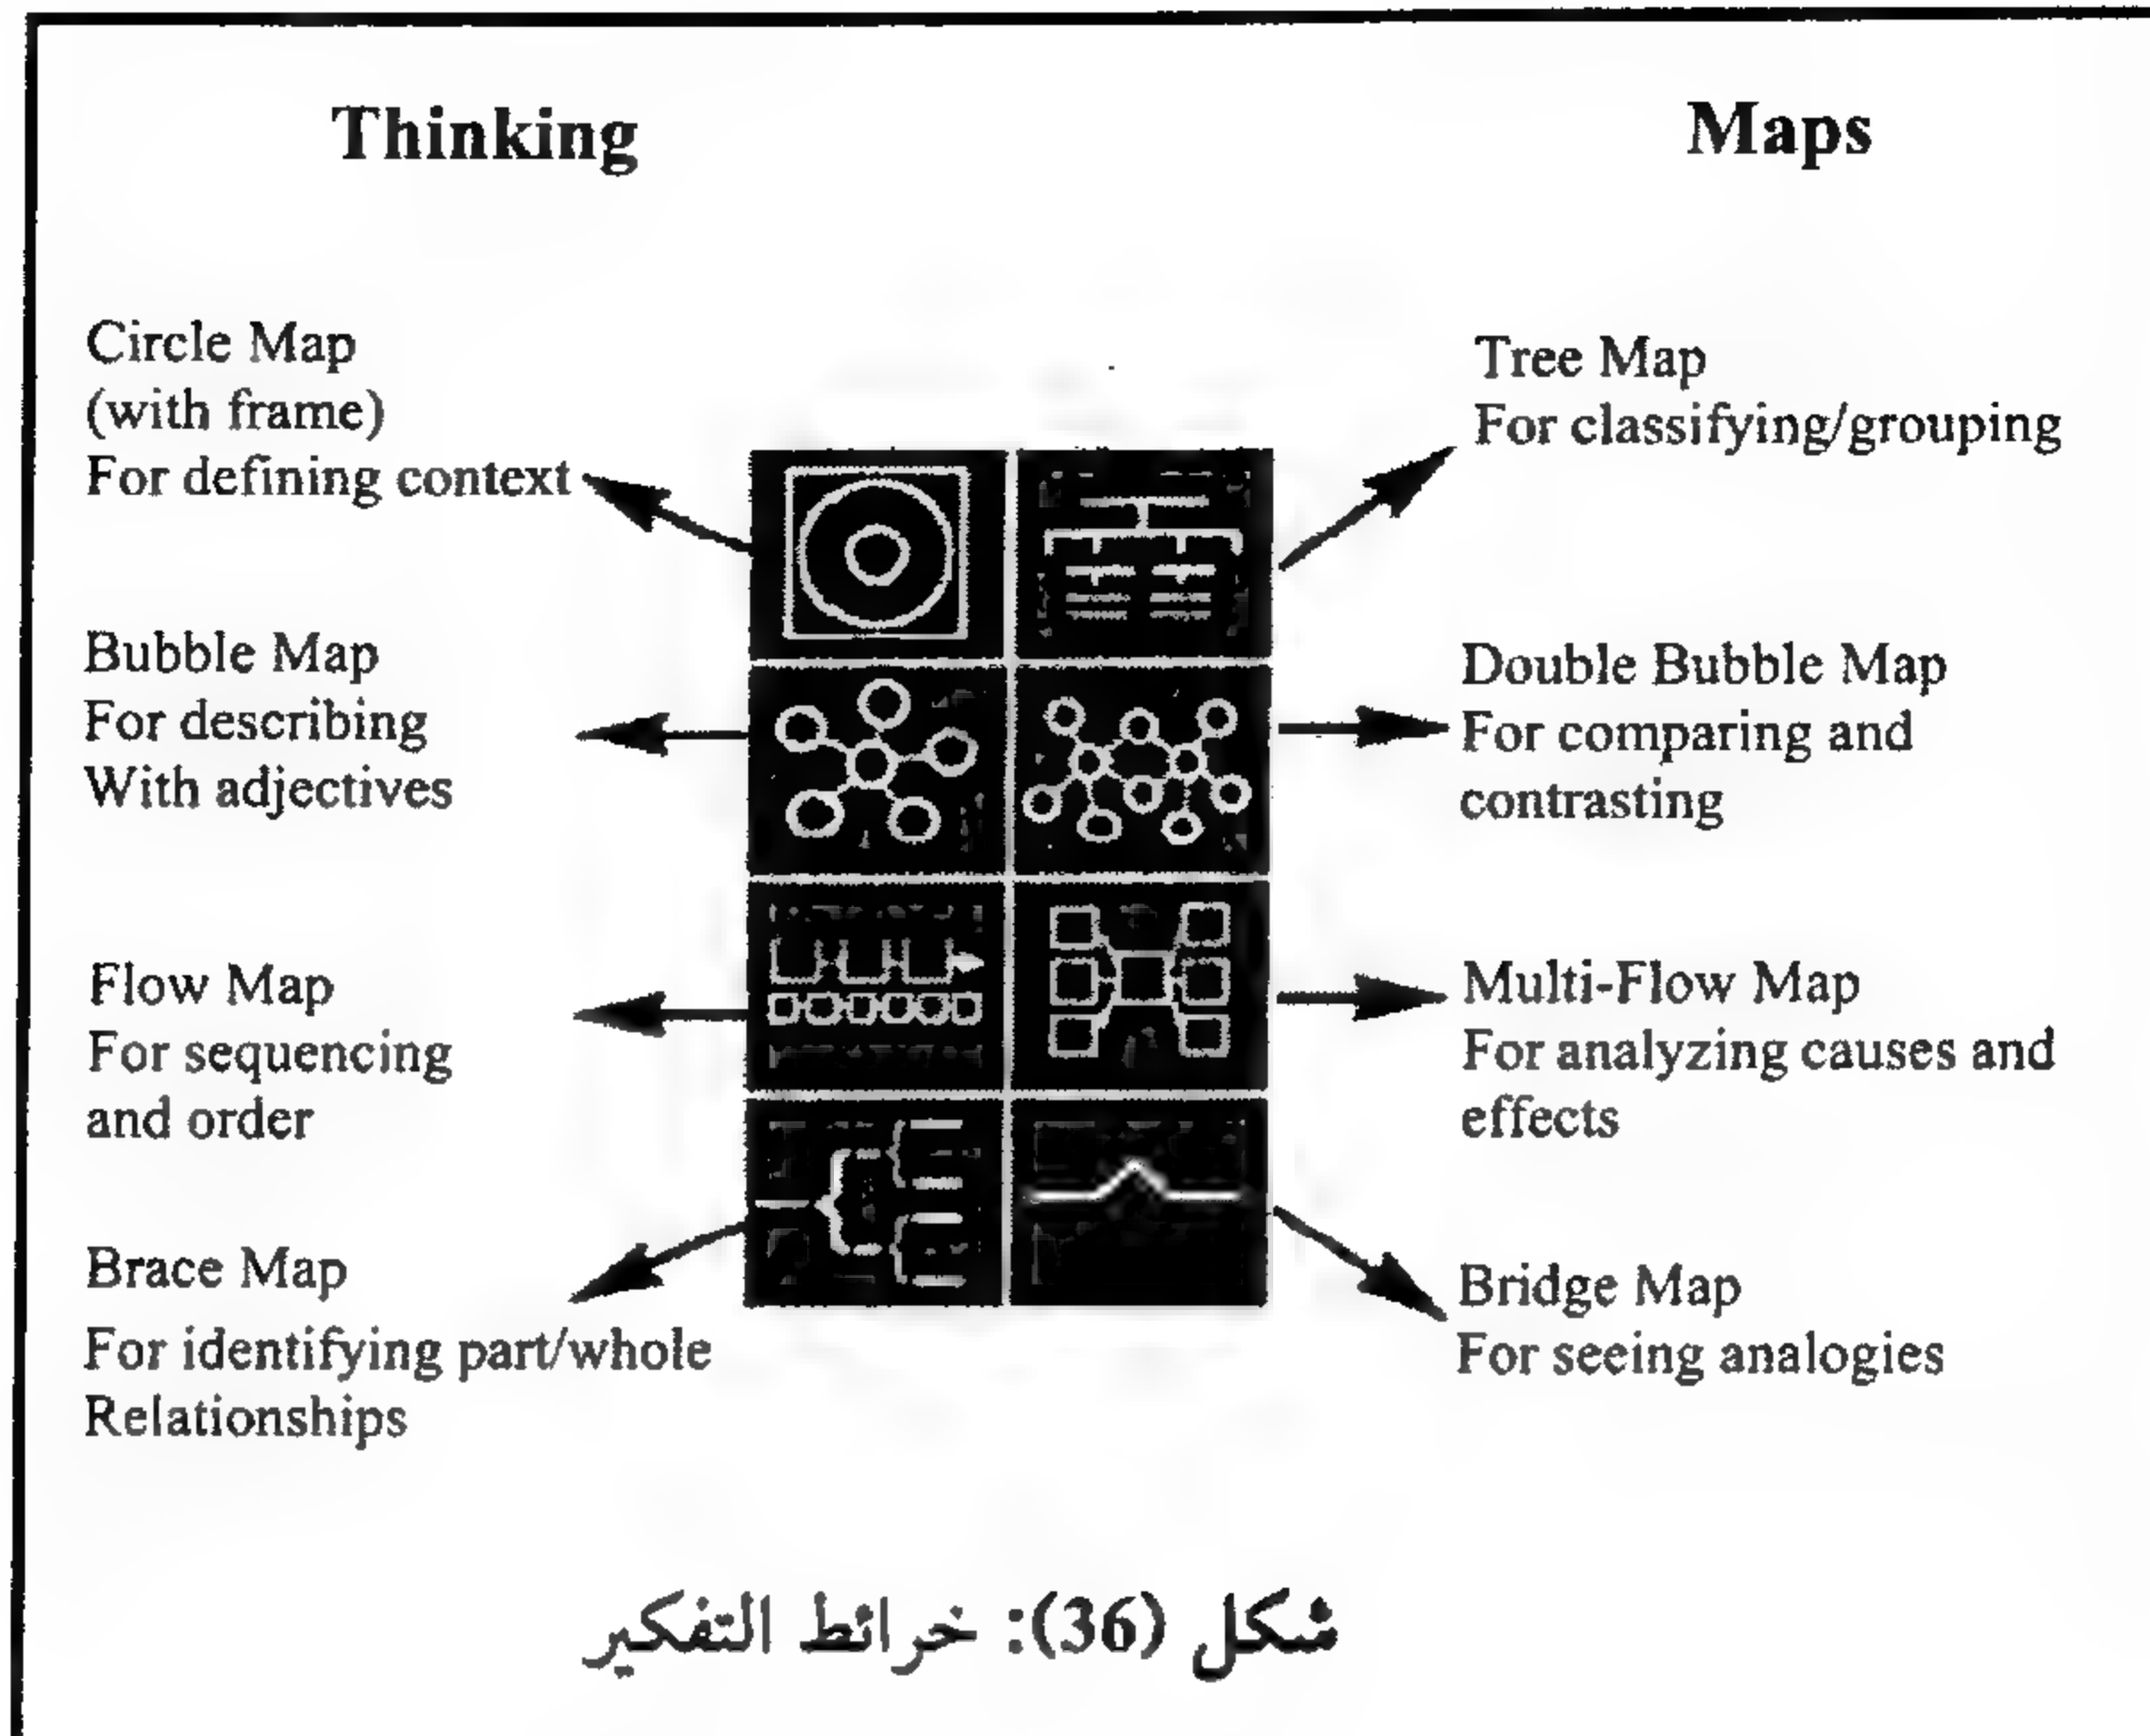 Thinking Maps
Circle Map
(with frame)
For defining context
Bubble Map
For describing
With adjectives
Flow Map
For sequencing
and order
Brace Map
For identifying part/whole
Relationships
Tree Map
For classifying/grouping
Double Bubble Map
For comparing and
contrasting
Multi-Flow Map
For analyzing causes and
effects
Bridge Map
For seeing analogies
شكل (36): خرائط التفكير